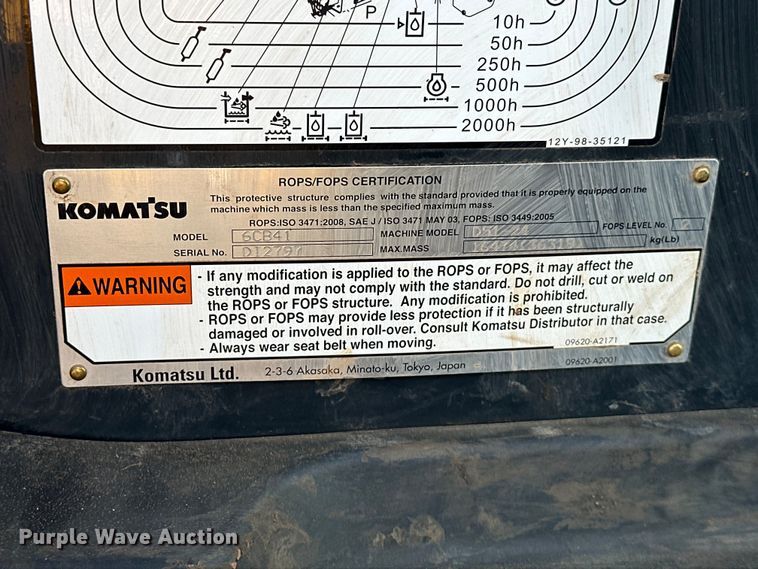 P
10h
50h
250h
500h
1000h
2000h
12Y-98-35121
ROPS/FOPS CERTIFICATION
KOMATSU
This protective structure complies with the standard provided that it is properly equipped on the
machine which mass is less than the specified maximum mass.
ROPS:ISO 3471:2008, SAE J / ISO 3471 MAY 03, FOPS: ISO 3449:2005
MODEL 6CB41 MACHINE MODEL FOPS LEVEL No.
SERIAL No. MAX.MASS kg(Lb)
WARNING
- If any modification is applied to the ROPS or FOPS, it may affect the
strength and may not comply with the standard. Do not drill, cut or weld on
the ROPS or FOPS structure. Any modification is prohibited.
- ROPS or FOPS may provide less protection if it has been structurally
damaged or involved in roll-over. Consult Komatsu Distributor in that case.
- Always wear seat belt when moving.
09620-A2171
Komatsu Ltd. 2-3-6 Akasaka, Minato-ku, Tokyo, Japan 09620-A2001
Purple Wave Auction